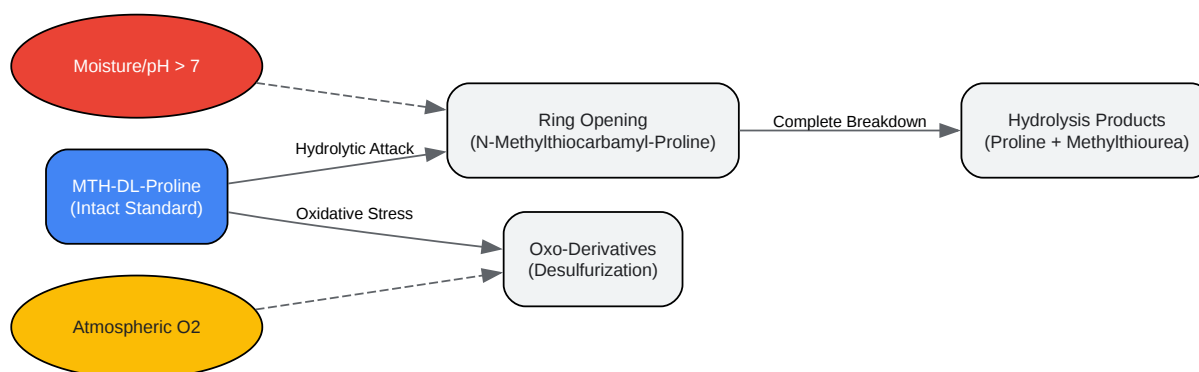 Moisture/pH > 7
Ring Opening
(N-Methylthiocarbamyl-Proline)
Complete Breakdown
Hydrolysis Products
(Proline + Methylthiourea)
Hydrolytic Attack
MTH-DL-Proline
(Intact Standard)
Oxidative Stress
Oxo-Derivatives
(Desulfurization)
Atmospheric O2